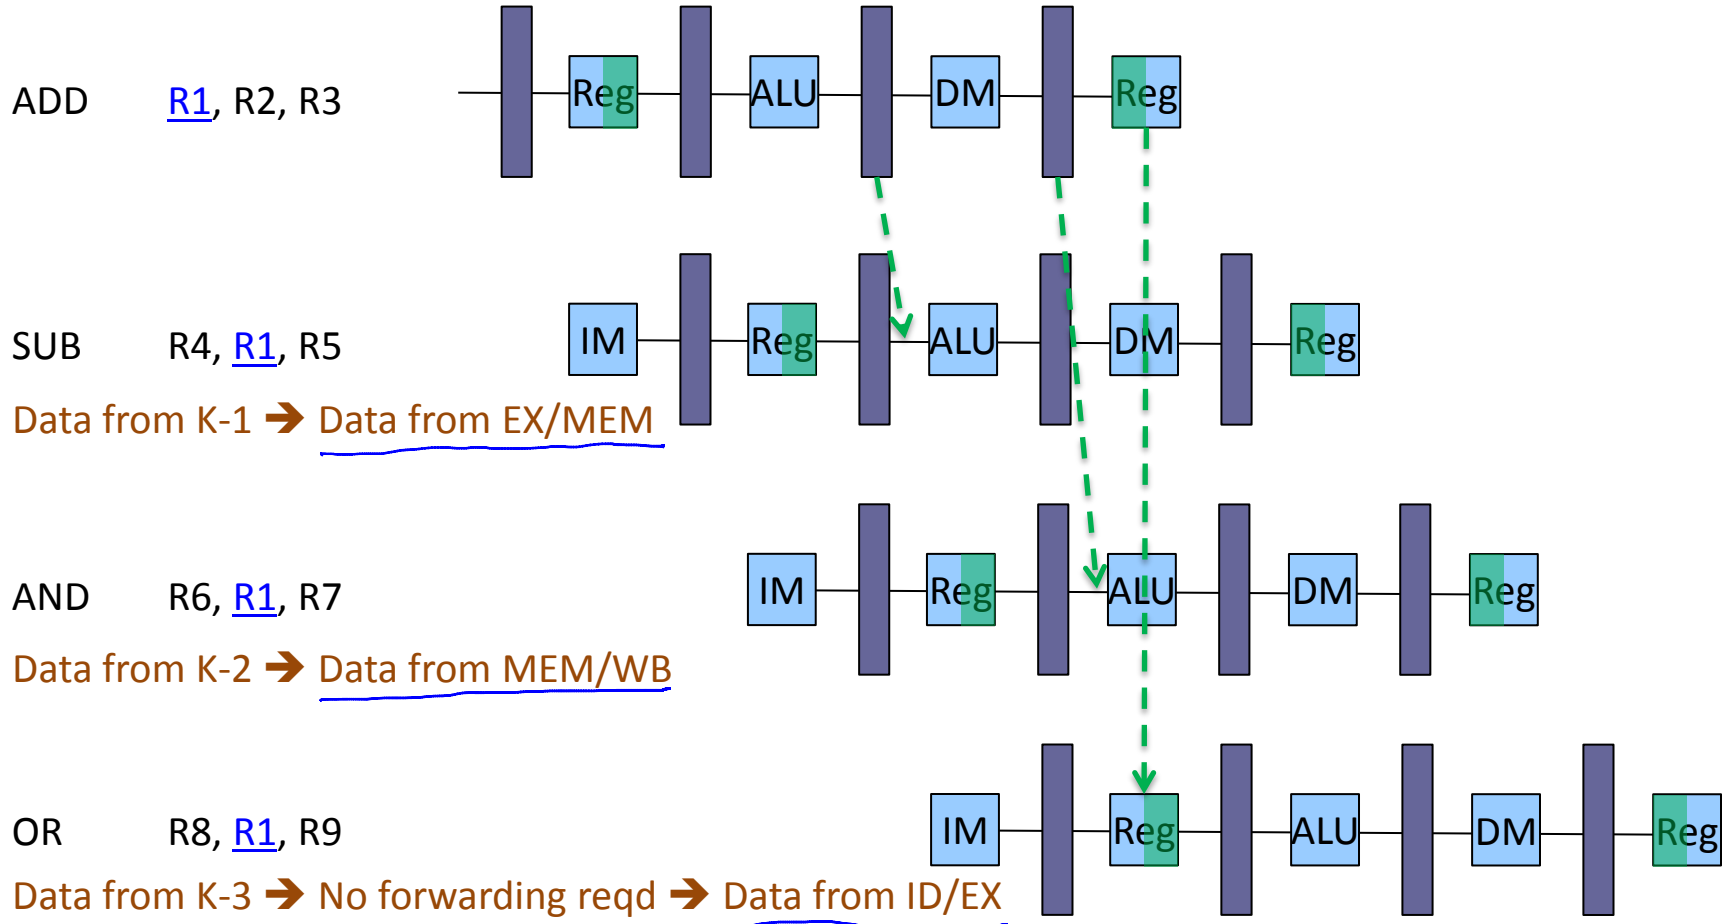 ADD R1, R2, R3
Reg ALU DM Reg
SUB R4, R1, R5
IM Reg ALU DM Reg
Data from K-1 ➔ Data from EX/MEM
AND R6, R1, R7
IM Reg ALU DM Reg
Data from K-2 ➔ Data from MEM/WB
OR R8, R1, R9
IM Reg ALU DM Reg
Data from K-3 ➔ No forwarding reqd ➔ Data from ID/EX